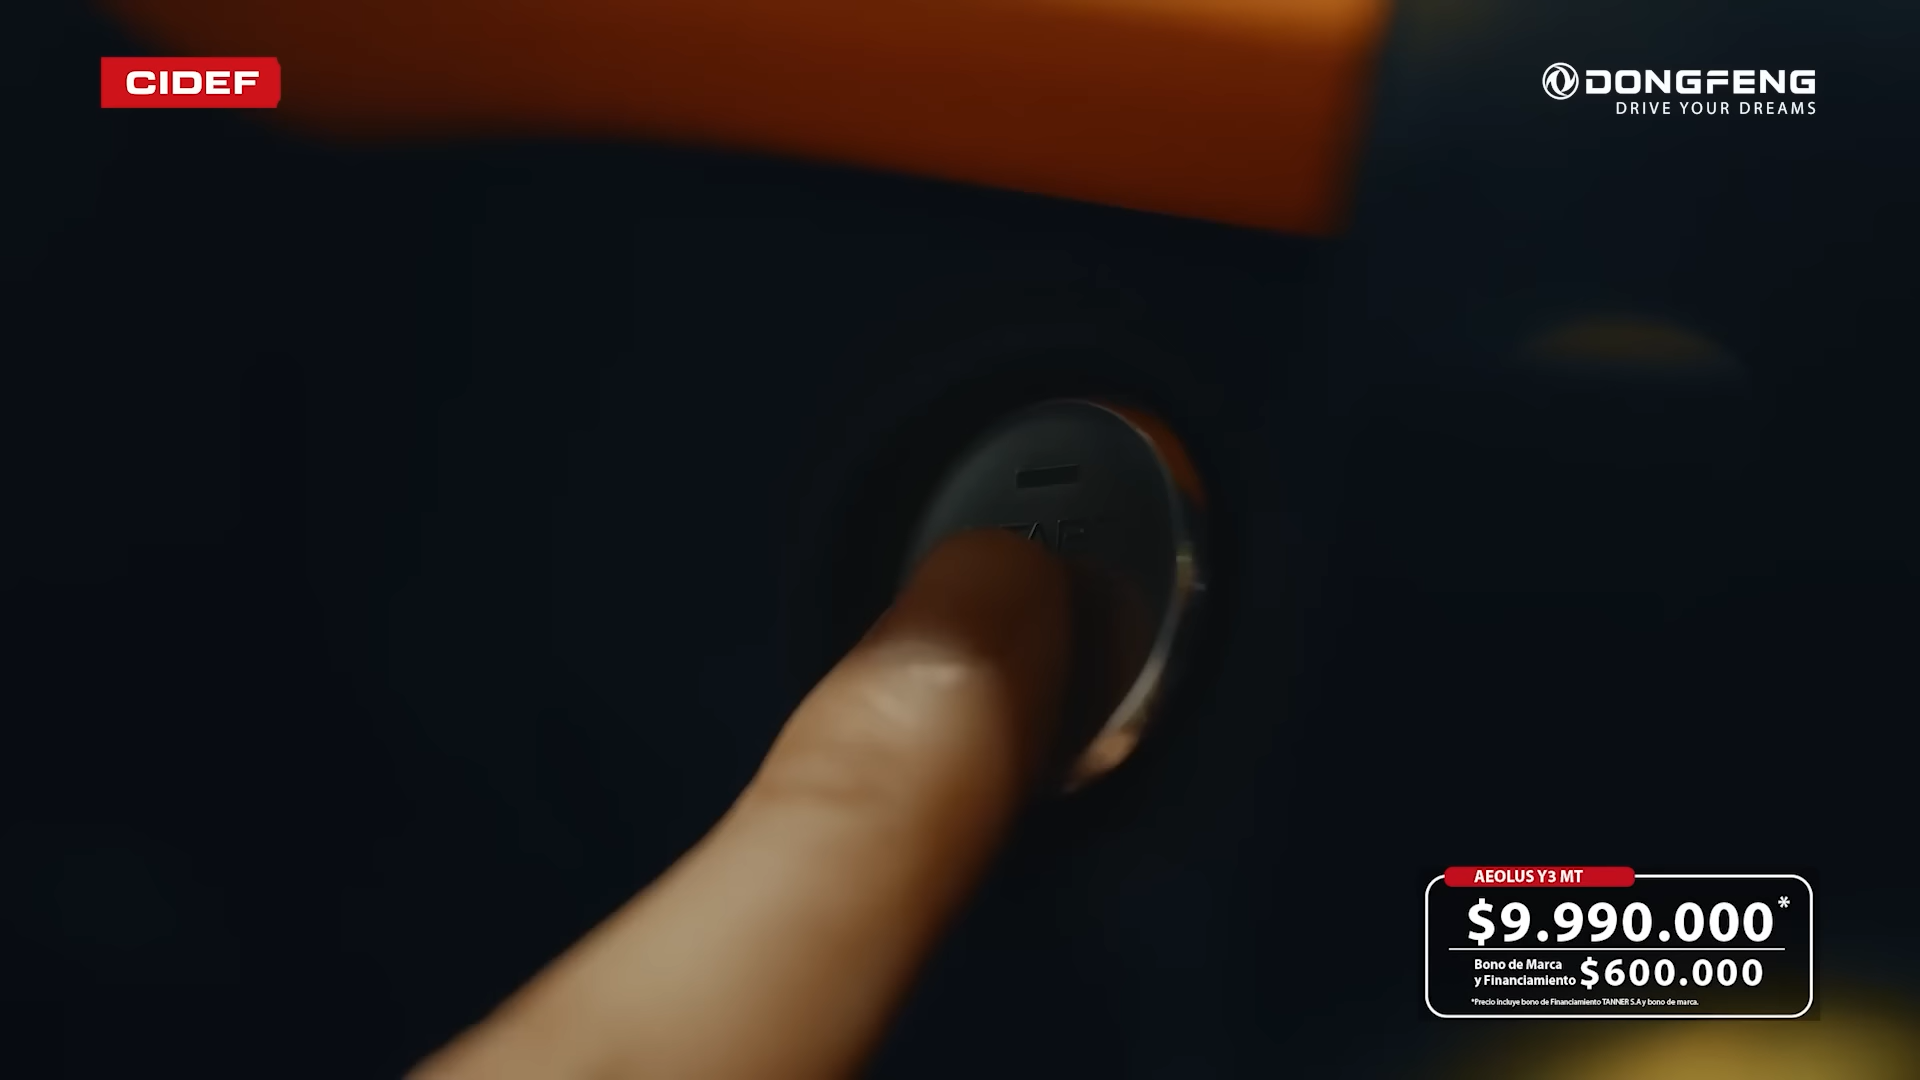 CIDEF
DONGFENG
DRIVE YOUR DREAMS
AEOLUS Y3 MT
$9.990.000*
Bono de Marca
y Financiamiento $600.000
*Precio incluye bono de Financiamiento TANNER S.A y bono de marca.